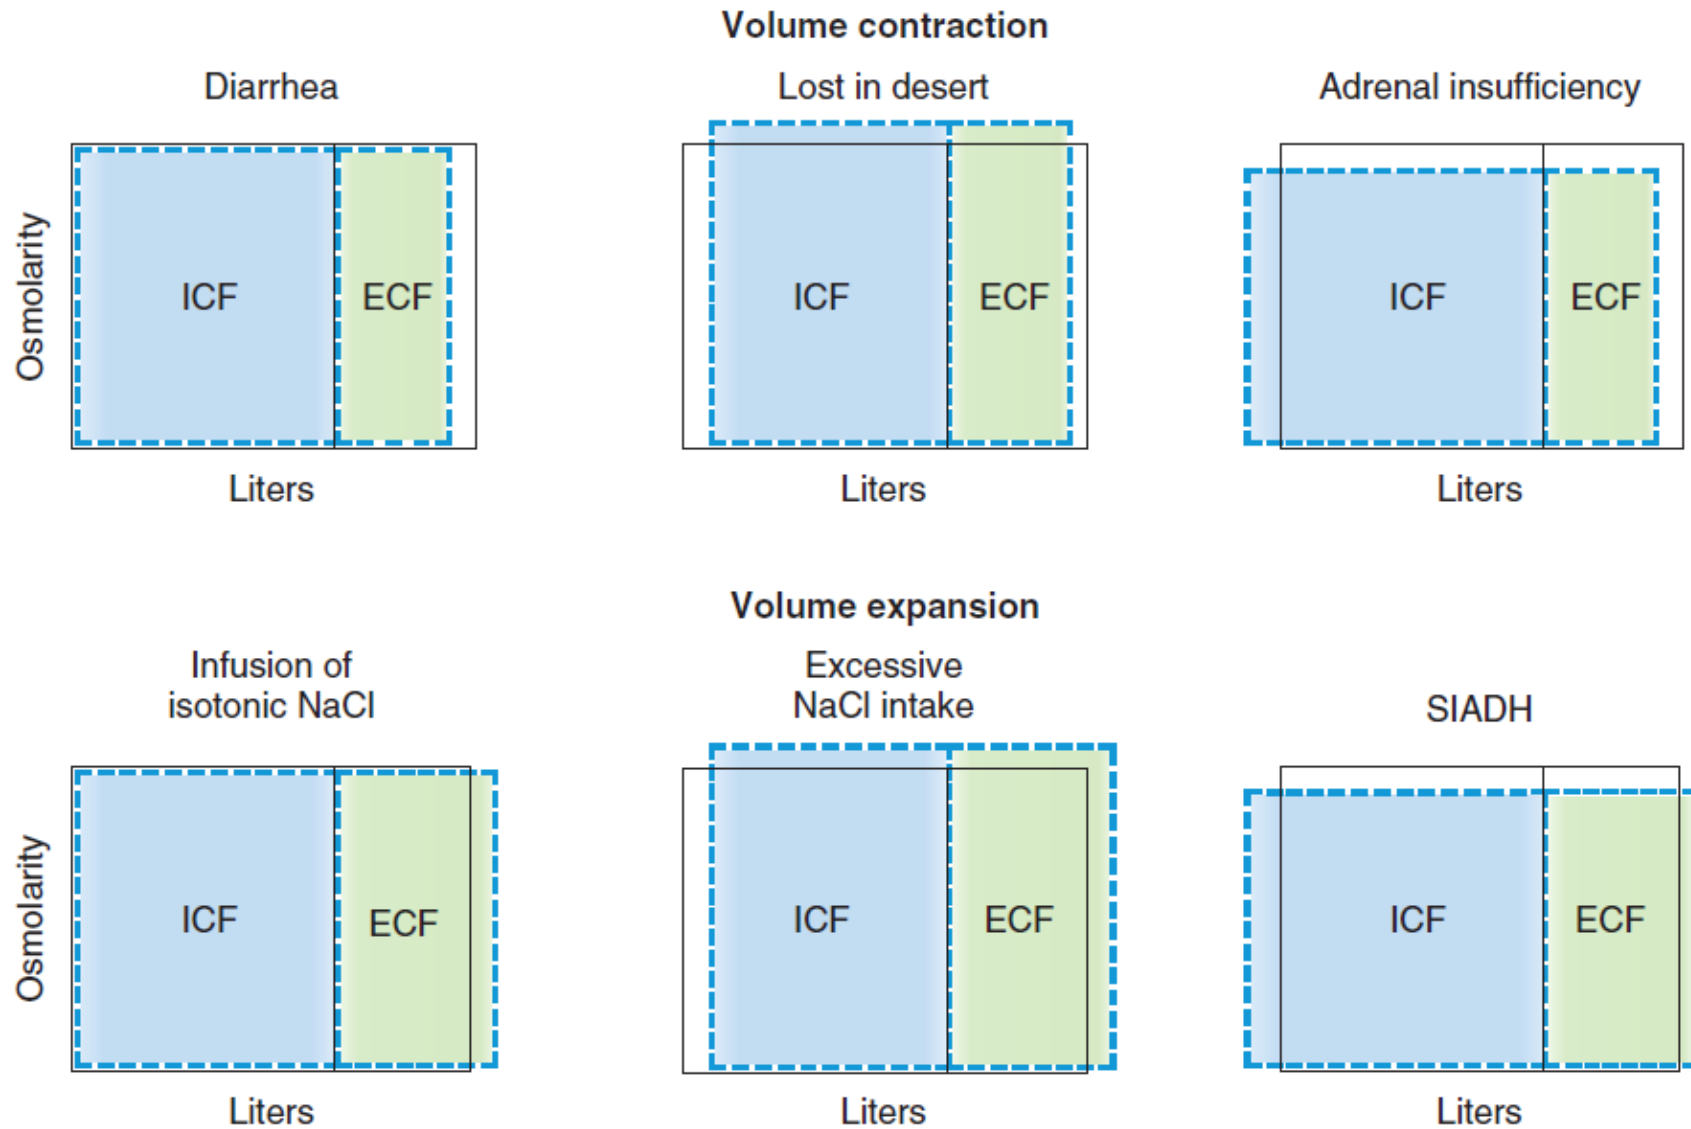 Volume contraction
Diarrhea
Lost in desert
Adrenal insufficiency
Osmolarity
ICF
ECF
ICF
ECF
ICF
ECF
Liters
Liters
Liters
Volume expansion
Infusion of
isotonic NaCl
Excessive
NaCl intake
SIADH
Osmolarity
ICF
ECF
ICF
ECF
ICF
ECF
Liters
Liters
Liters